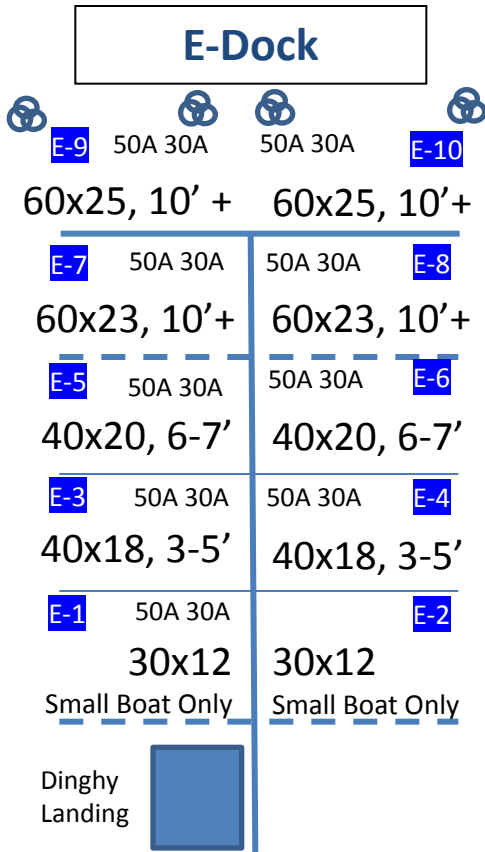 E-Dock
E-9 50A 30A 50A 30A E-10
60x25, 10’ + 60x25, 10’+
E-7 50A 30A 50A 30A E-8
60x23, 10’+ 60x23, 10’+
E-5 50A 30A 50A 30A E-6
40x20, 6-7’ 40x20, 6-7’
E-3 50A 30A 50A 30A E-4
40x18, 3-5’ 40x18, 3-5’
E-1 50A 30A E-2
30x12 30x12
Small Boat Only Small Boat Only
Dinghy
Landing